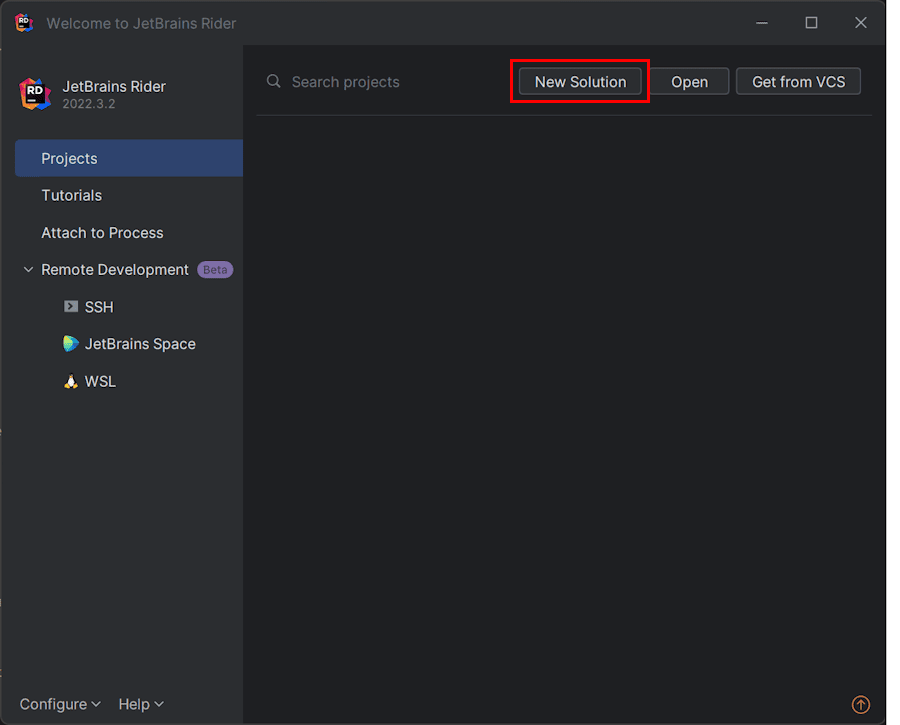 Welcome to JetBrains Rider
RD
JetBrains Rider
2022.3.2
Search projects
New Solution
Open
Get from VCS
Projects
Tutorials
Attach to Process
Remote Development Beta
SSH
JetBrains Space
WSL
Configure
Help